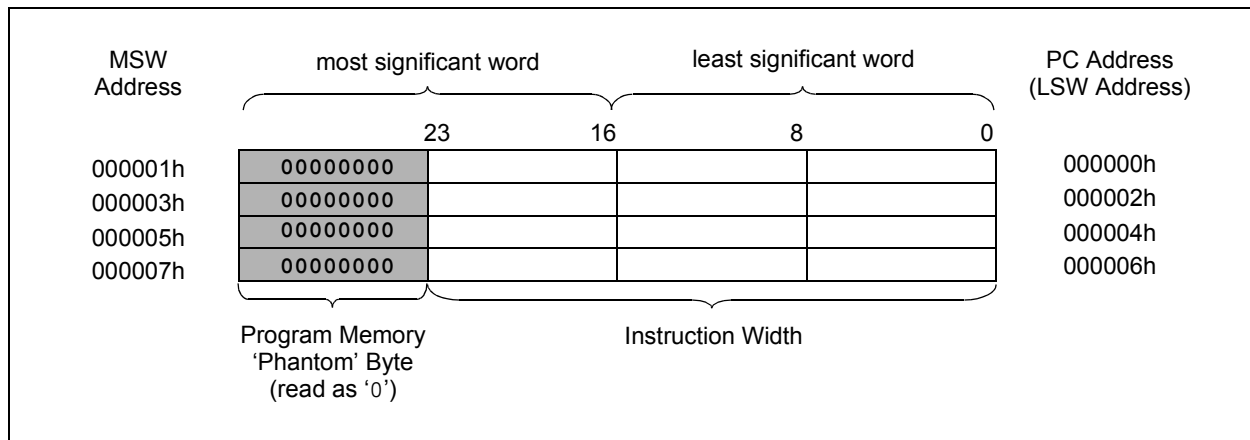 MSW
Address
most significant word
least significant word
PC Address
(LSW Address)
23 16 8 0
000001h 00000000 000000h
000003h 00000000 000002h
000005h 00000000 000004h
000007h 00000000 000006h
Program Memory
‘Phantom’ Byte
(read as ‘0’)
Instruction Width